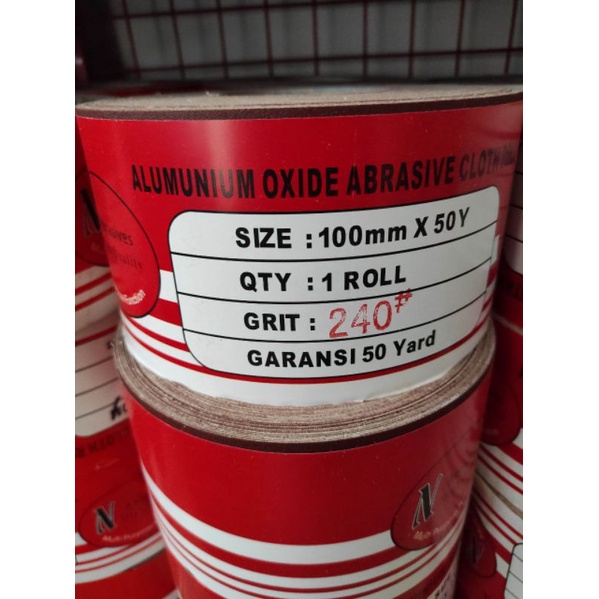 ALUMUNIUM OXIDE ABRASIVE CLOTH
SIZE : 100mm X 50Y
QTY : 1 ROLL
GRIT : 240#
GARANSI 50 Yard
N
N
N